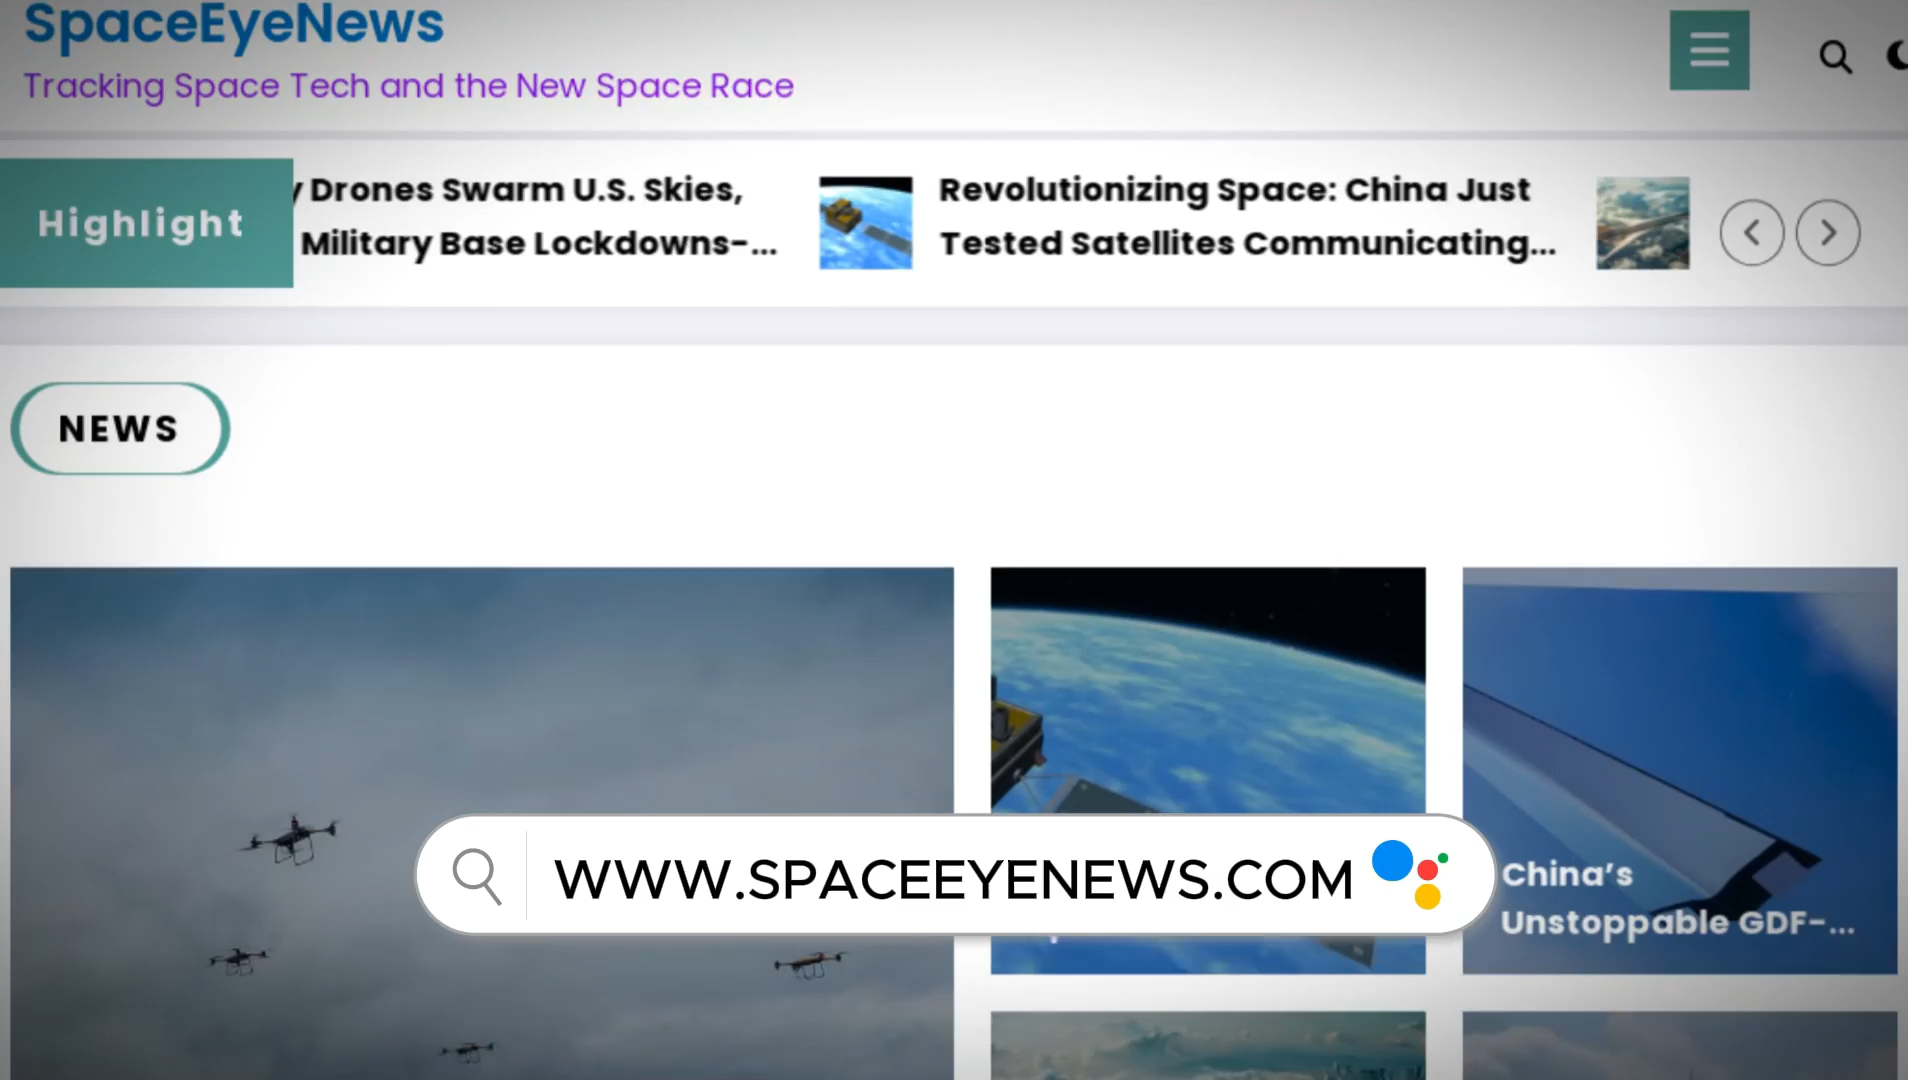 SpaceEyeNews
Tracking Space Tech and the New Space Race
Highlight
Drones Swarm U.S. Skies,
Military Base Lockdowns-...
Revolutionizing Space: China Just
Tested Satellites Communicating...
NEWS
WWW.SPACEEYENEWS.COM
China’s
Unstoppable GDF-...